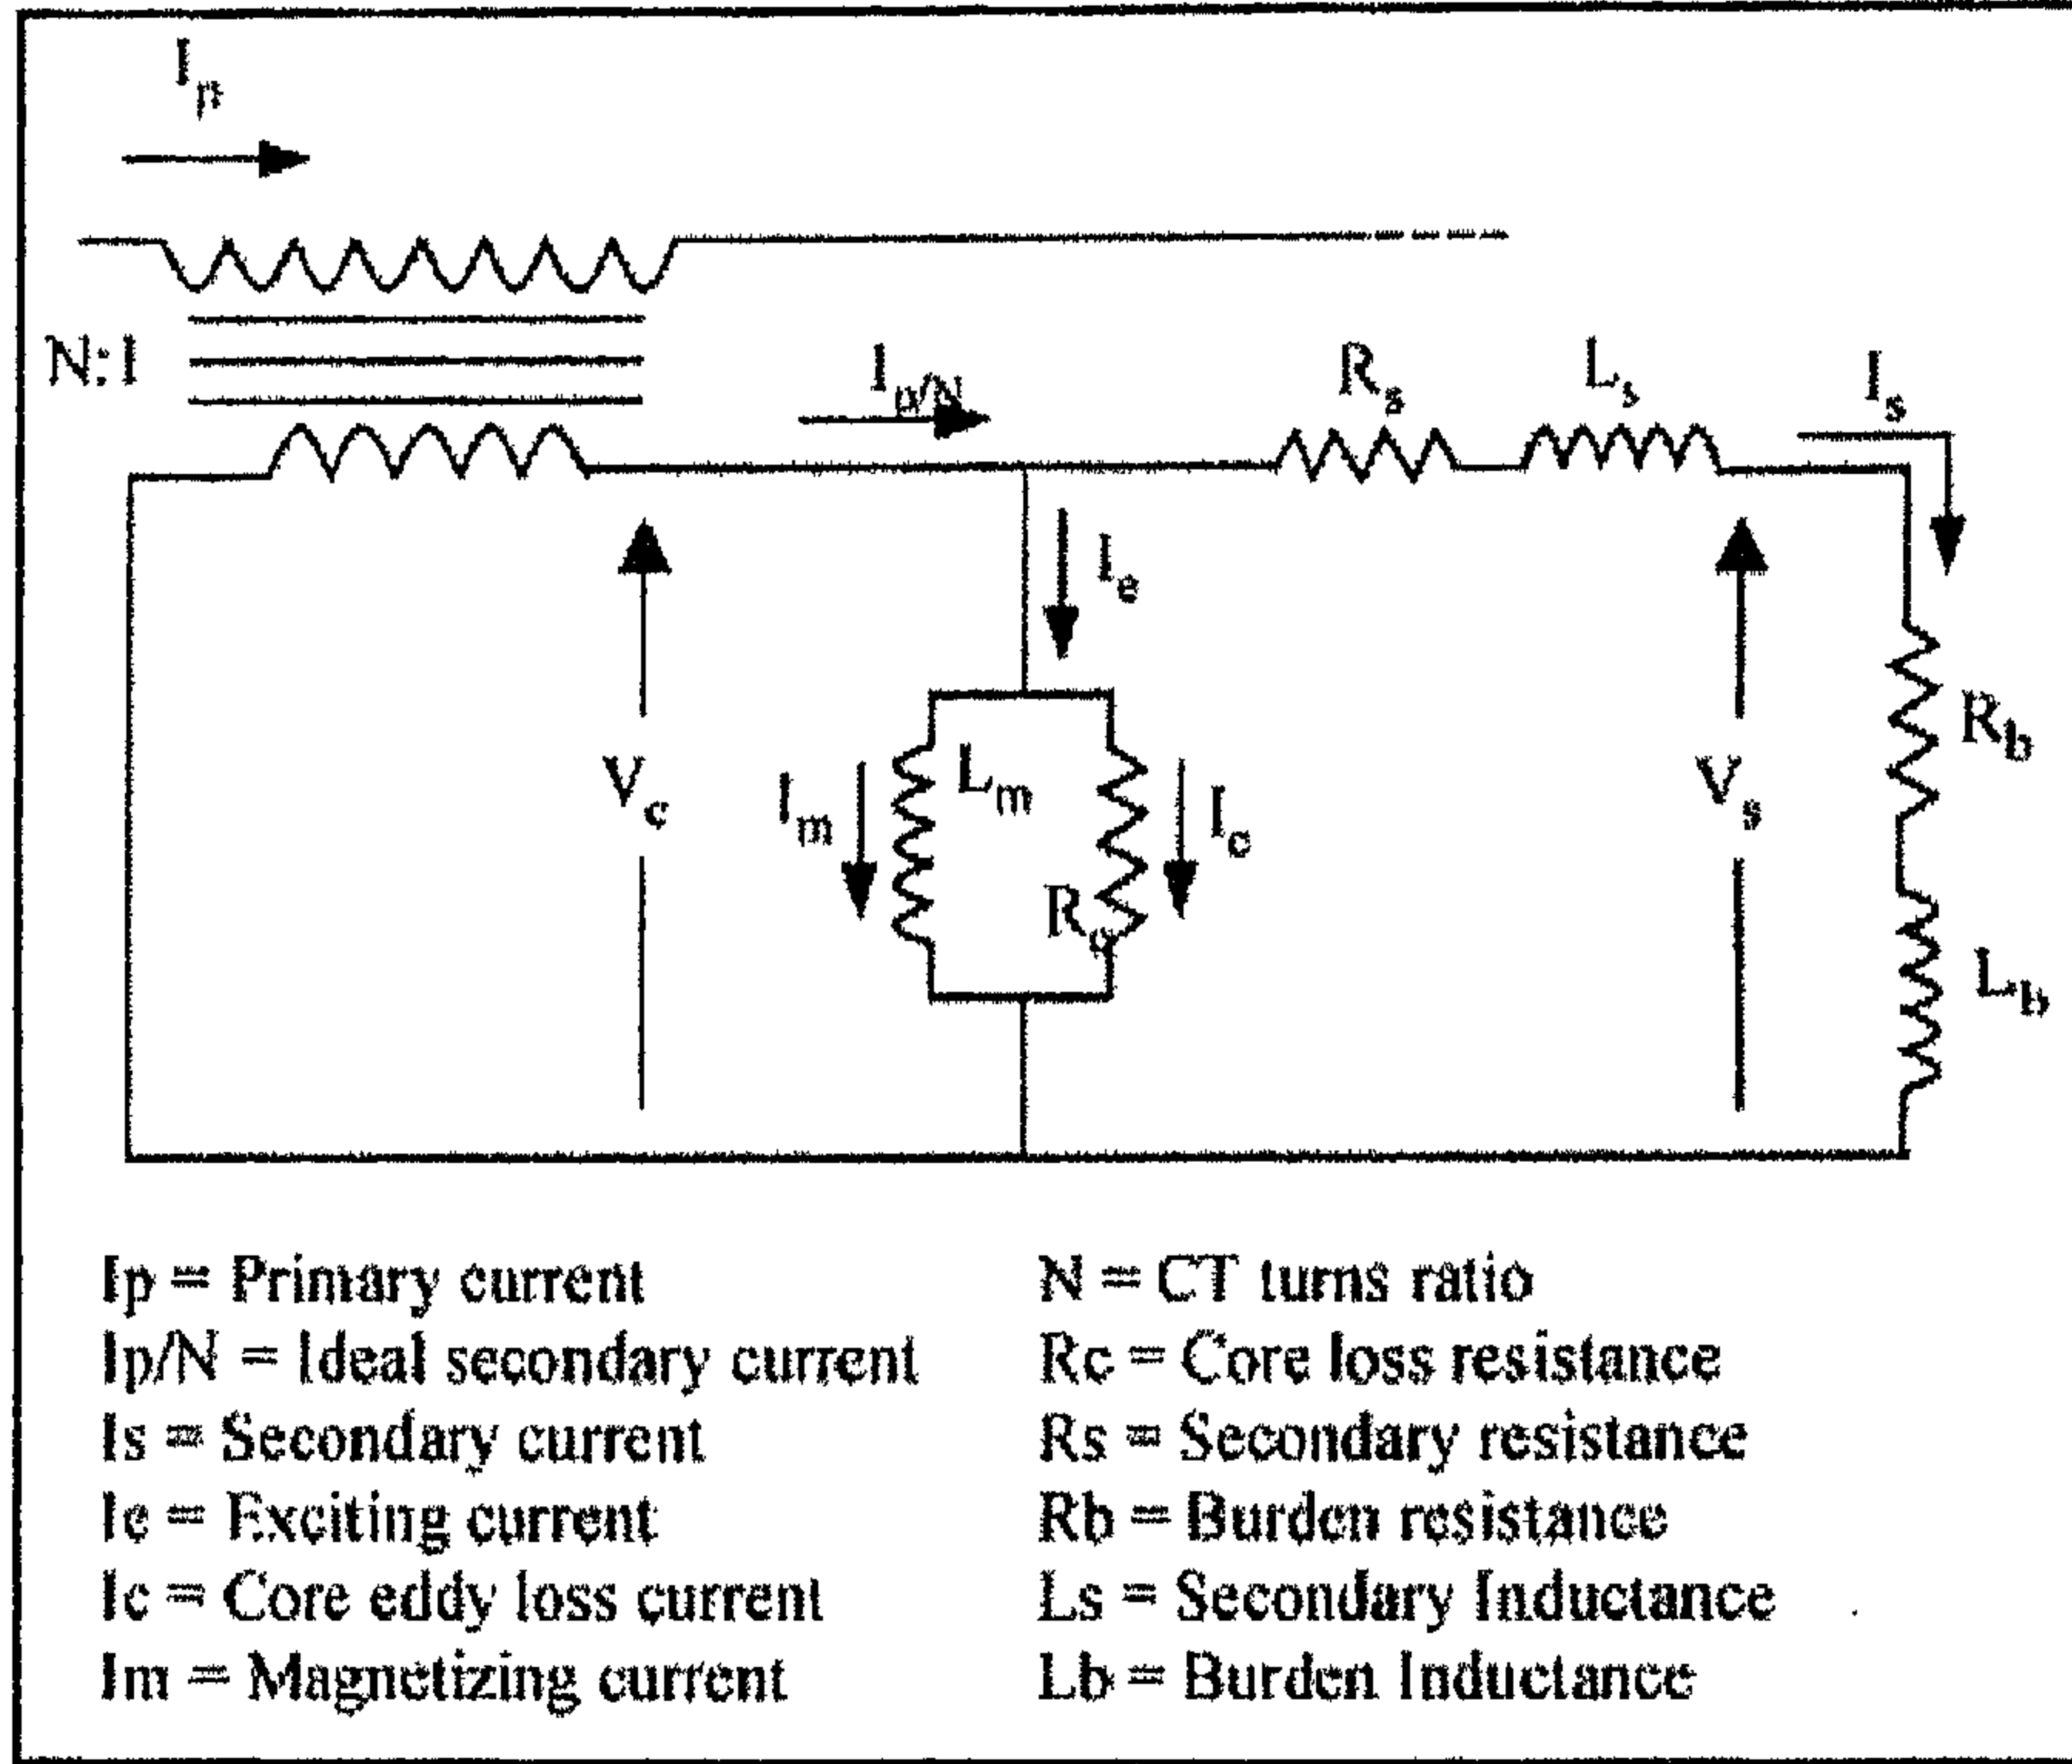 Ip
N:1
Ip/N
Rs
Ls
Is
Ie
Vc
Im
Lm
Rc
Ic
Vs
Rb
Lb
Ip = Primary current
Ip/N = Ideal secondary current
Is = Secondary current
Ie = Exciting current
Ic = Core eddy loss current
Im = Magnetizing current
N = CT turns ratio
Rc = Core loss resistance
Rs = Secondary resistance
Rb = Burden resistance
Ls = Secondary Inductance
Lb = Burden Inductance